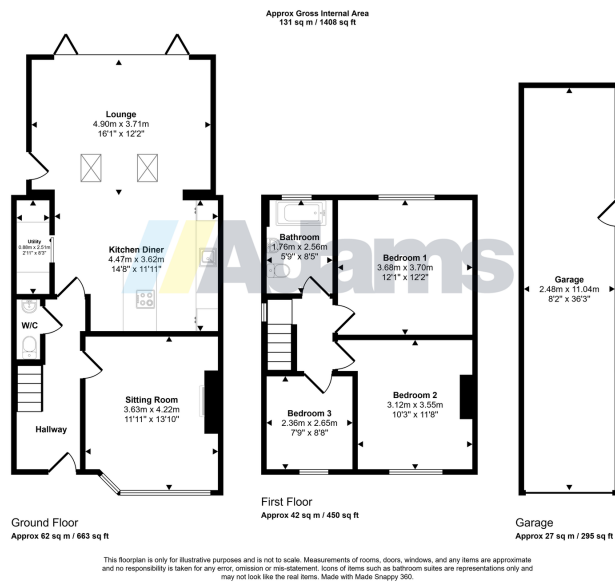 Approx Gross Internal Area
131 sq m / 1408 sq ft
Lounge
4.90m x 3.71m
16'1" x 12'2"
Utility
0.88m x 2.51m
2'11" x 8'3"
Kitchen Diner
4.47m x 3.62m
14'8" x 11'11"
W/C
Sitting Room
3.63m x 4.22m
11'11" x 13'10"
Hallway
Ground Floor
Approx 62 sq m / 663 sq ft
Bathroom
1.76m x 2.56m
5'9" x 8'5"
Bedroom 1
3.68m x 3.70m
12'1" x 12'2"
Bedroom 2
3.12m x 3.55m
10'3" x 11'8"
Bedroom 3
2.36m x 2.65m
7'9" x 8'8"
First Floor
Approx 42 sq m / 450 sq ft
Garage
2.48m x 11.04m
8'2" x 36'3"
Garage
Approx 27 sq m / 295 sq ft
Adams
This floorplan is only for illustrative purposes and is not to scale. Measurements of rooms, doors, windows, and any items are approximate
and no responsibility is taken for any error, omission or mis-statement. Icons of items such as bathroom suites are representations only and
may not look like the real items. Made with Made Snappy 360.